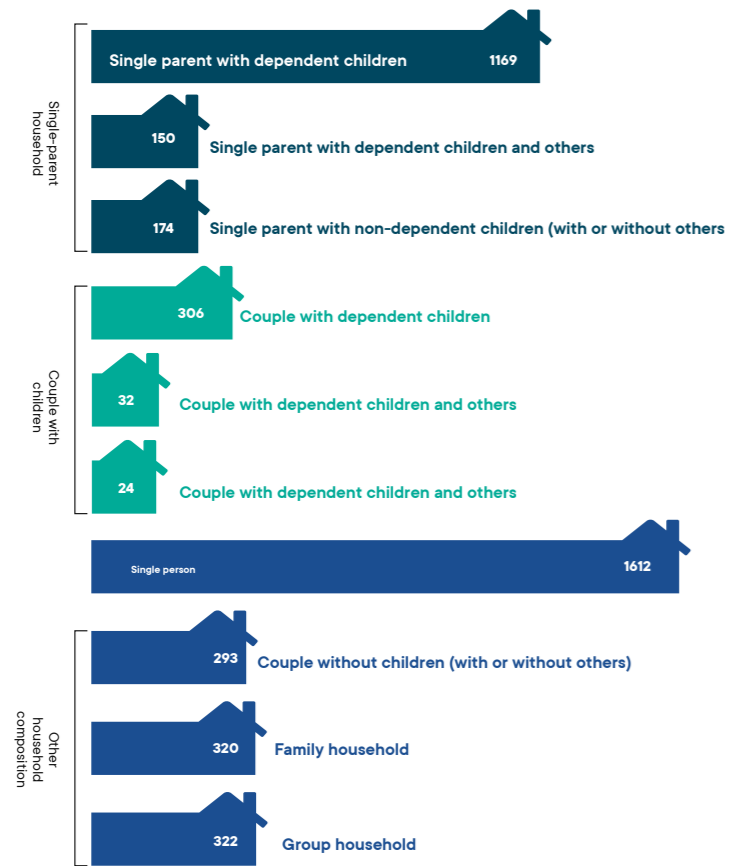 Single-parent
household
Single parent with dependent children 1169
150 Single parent with dependent children and others
174 Single parent with non-dependent children (with or without others
Couple with
children
306 Couple with dependent children
32 Couple with dependent children and others
24 Couple with dependent children and others
Single person 1612
Other
household
composition
293 Couple without children (with or without others)
320 Family household
322 Group household